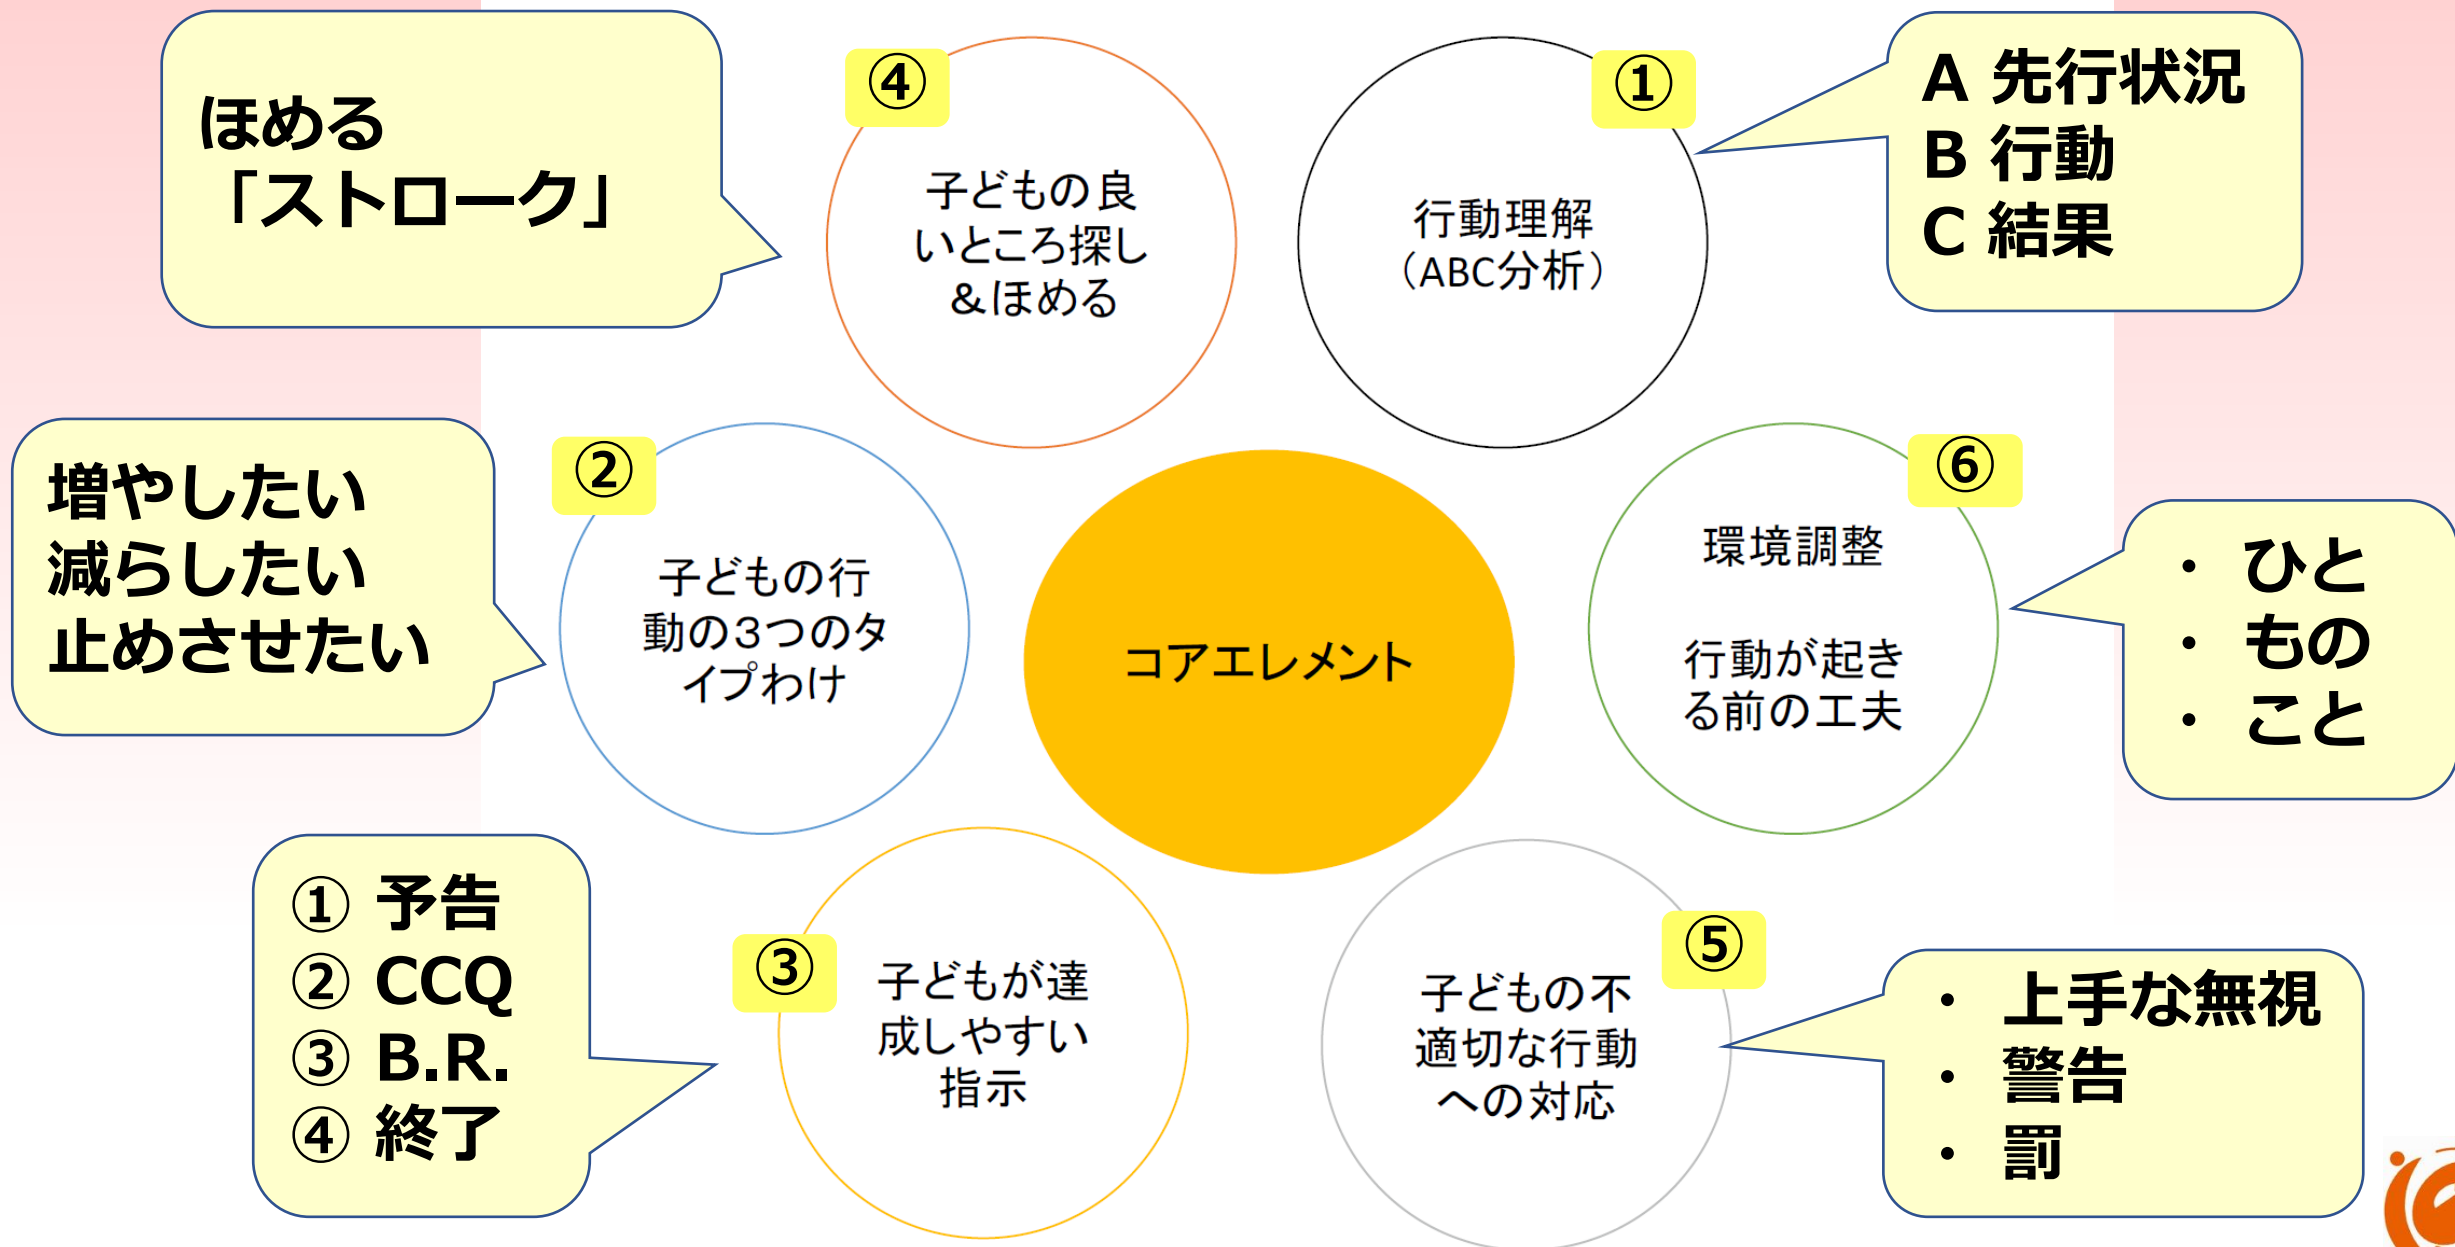 ほめる
「ストローク」
④
子どもの良
いところ探し
＆ほめる
①
行動理解
（ABC分析）
A 先行状況
B 行動
C 結果
増やしたい
減らしたい
止めさせたい
②
子どもの行
動の３つのタ
イプわけ
コアエレメント
⑥
環境調整
行動が起き
る前の工夫
・ ひと
・ もの
・ こと
① 予告
② CCQ
③ B.R.
④ 終了
③
子どもが達
成しやすい
指示
⑤
子どもの不
適切な行動
への対応
・ 上手な無視
・ 警告
・ 罰